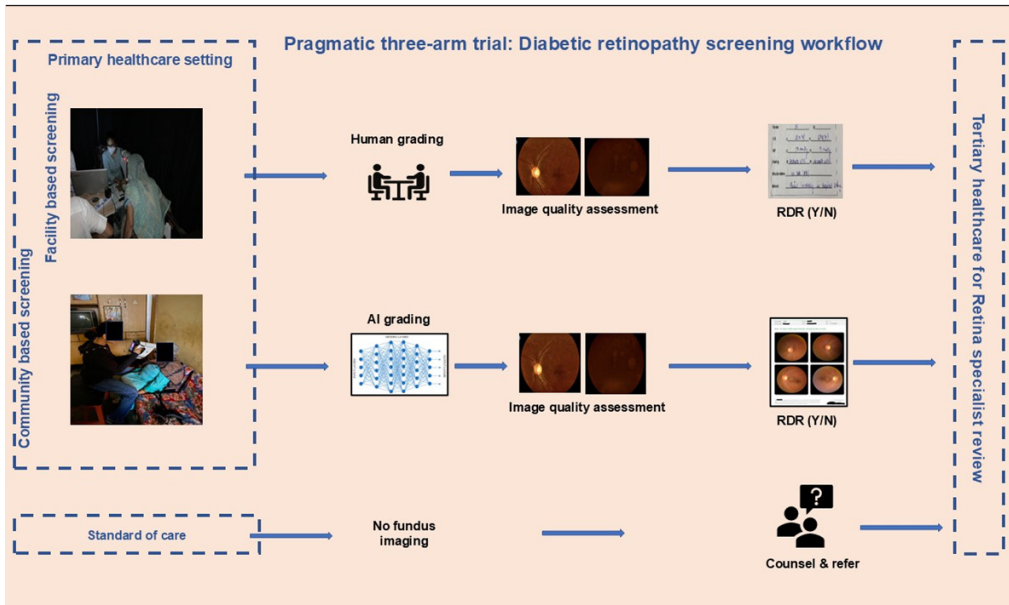 Pragmatic three-arm trial: Diabetic retinopathy screening workflow
Primary healthcare setting
Facility based screening
Community based screening
Human grading
Image quality assessment
RDR (Y/N)
AI grading
Image quality assessment
RDR (Y/N)
Standard of care
No fundus
imaging
Counsel & refer
Tertiary healthcare for Retina specialist review